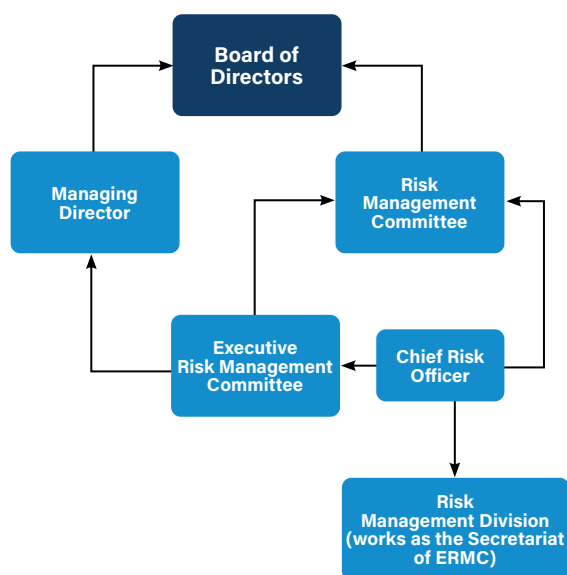 Board of
Directors
Managing
Director
Risk
Management
Committee
Executive
Risk Management
Committee
Chief Risk
Officer
Risk
Management Division
(works as the Secretariat
of ERMC)